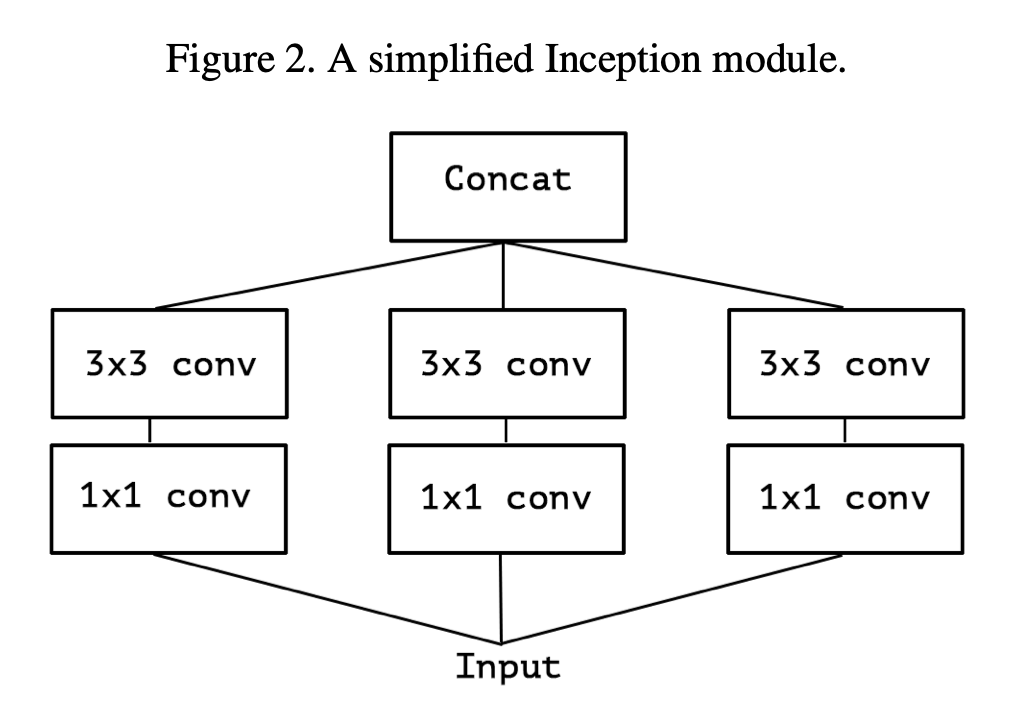 Figure 2. A simplified Inception module.
Concat
3x3 conv 3x3 conv 3x3 conv
1x1 conv 1x1 conv 1x1 conv
Input